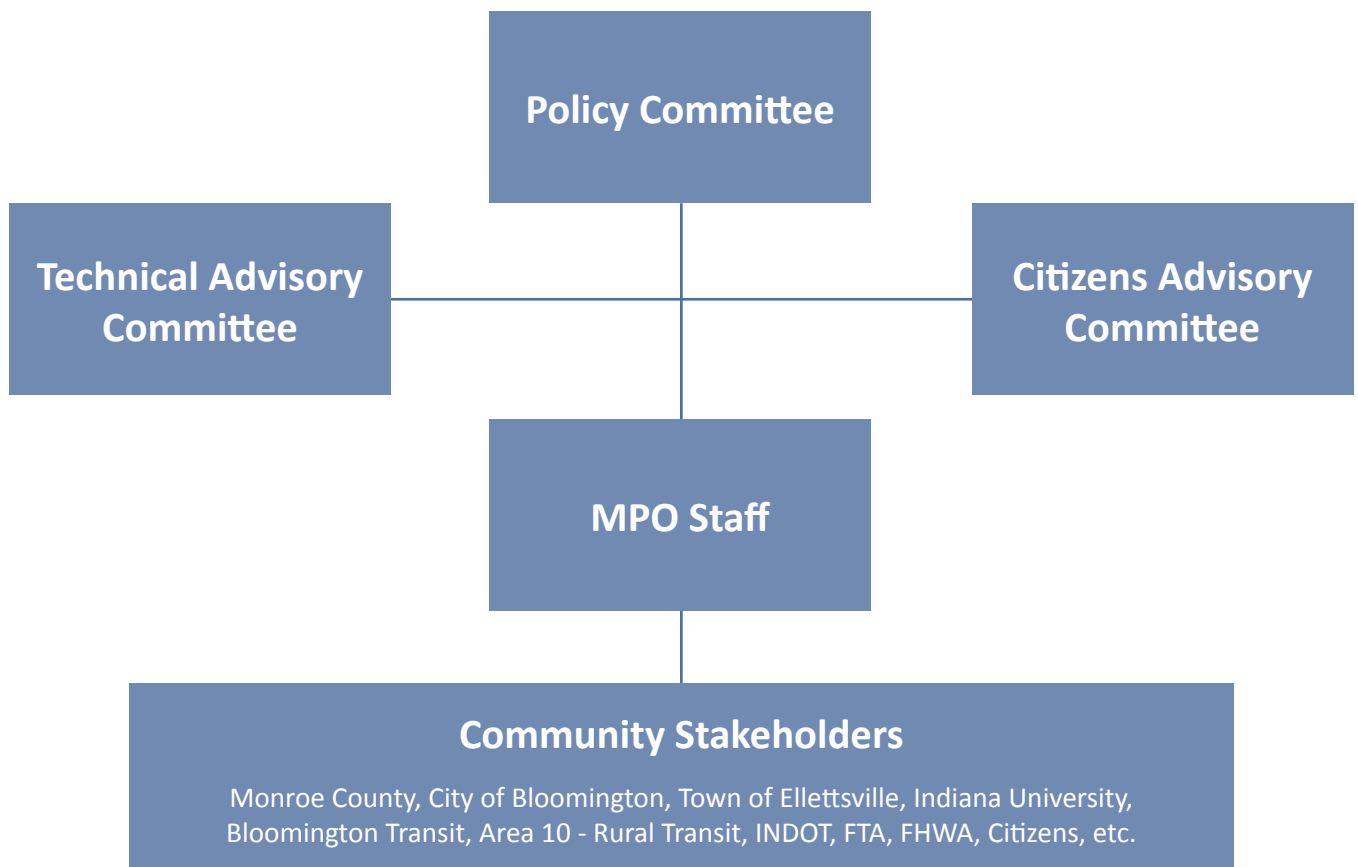 Policy Committee
Technical Advisory
Committee
Citizens Advisory
Committee
MPO Staff
Community Stakeholders
Monroe County, City of Bloomington, Town of Ellettsville, Indiana University,
Bloomington Transit, Area 10 - Rural Transit, INDOT, FTA, FHWA, Citizens, etc.